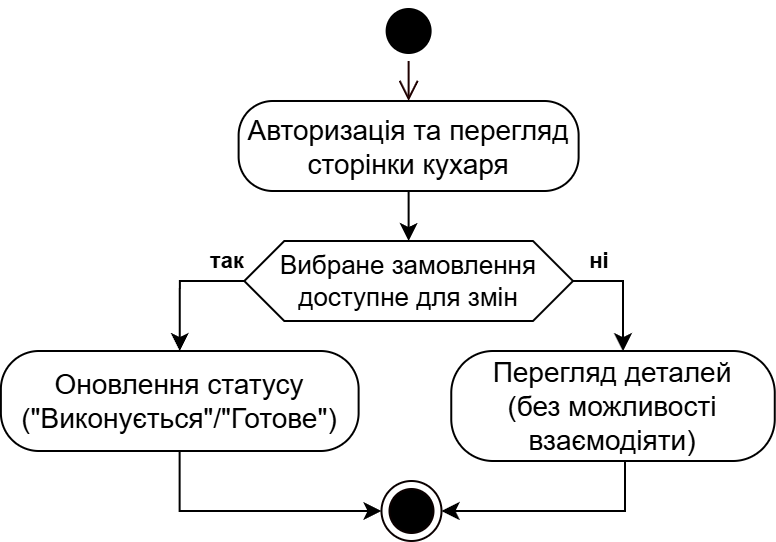 Авторизація та перегляд
сторінки кухаря
так
Вибране замовлення
доступне для змін
ні
Оновлення статусу
("Виконується"/"Готове")
Перегляд деталей
(без можливості
взаємодіяти)